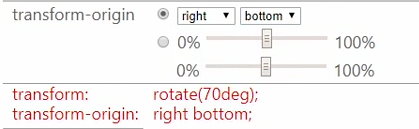 transform-origin right bottom
0% 100%
0% 100%
transform: rotate(70deg);
transform-origin: right bottom;